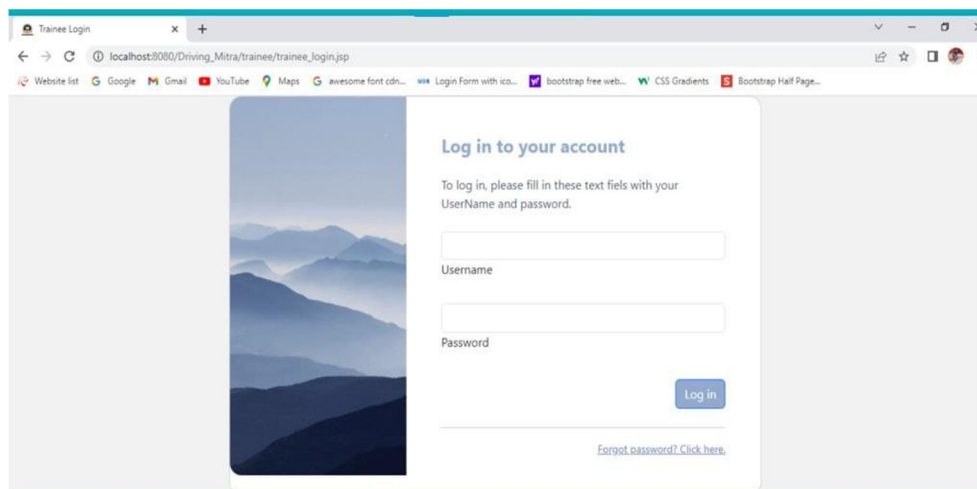 Trainee Login
localhost:8080/Driving_Mitra/trainee/trainee_login.jsp
Website list Google Gmail YouTube Maps awesome font cdn... Login Form with ico... bootstrap free web... CSS Gradients Bootstrap Half Page...
Log in to your account
To log in, please fill in these text fiels with your
UserName and password.
Username
Password
Log in
Forgot password? Click here.